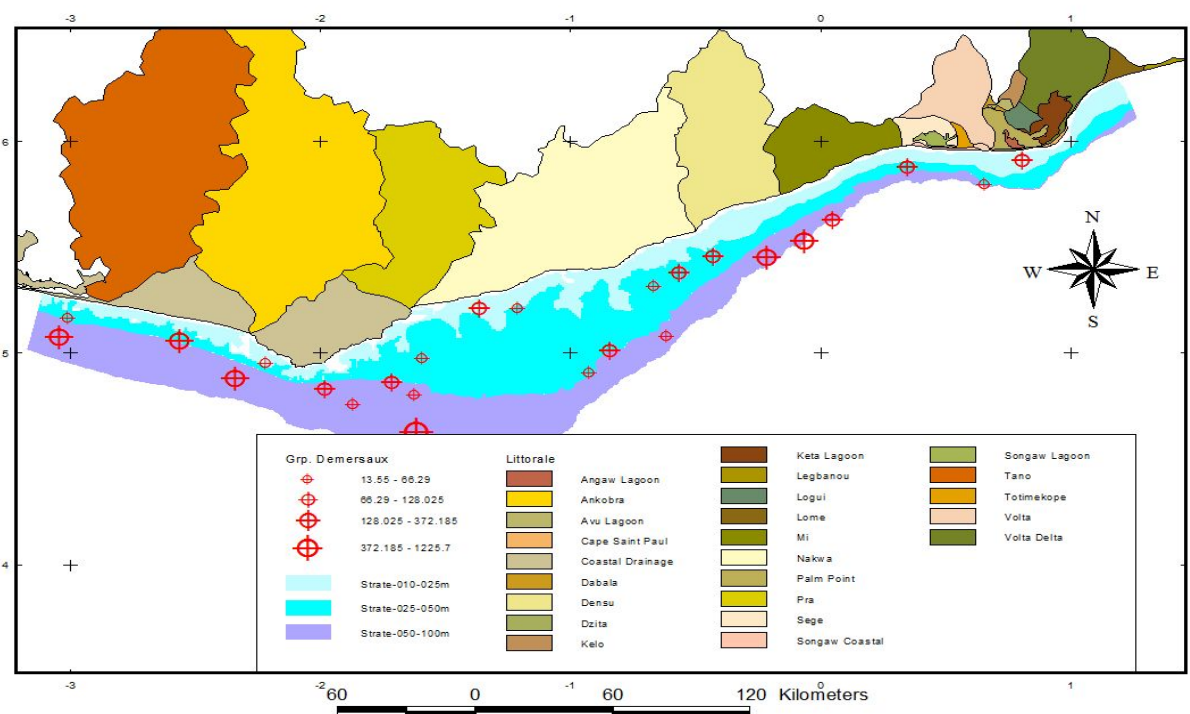 -3 -2 -1 0 1
6
5
4
N
W E
S
Grp. Demersaux
13.55 - 66.29
66.29 - 128.025
128.025 - 372.185
372.185 - 1225.7
Strate-010-025m
Strate-025-050m
Strate-050-100m
Littorale
Angaw Lagoon
Ankobra
Avu Lagoon
Cape Saint Paul
Coastal Drainage
Dabala
Densu
Dzita
Kelo
Keta Lagoon
Legbanou
Logui
Lome
Mi
Nakwa
Palm Point
Pra
Sege
Songaw Coastal
Songaw Lagoon
Tano
Totimekope
Volta
Volta Delta
-3 -2 -1 0 1
60 0 60 120 Kilometers